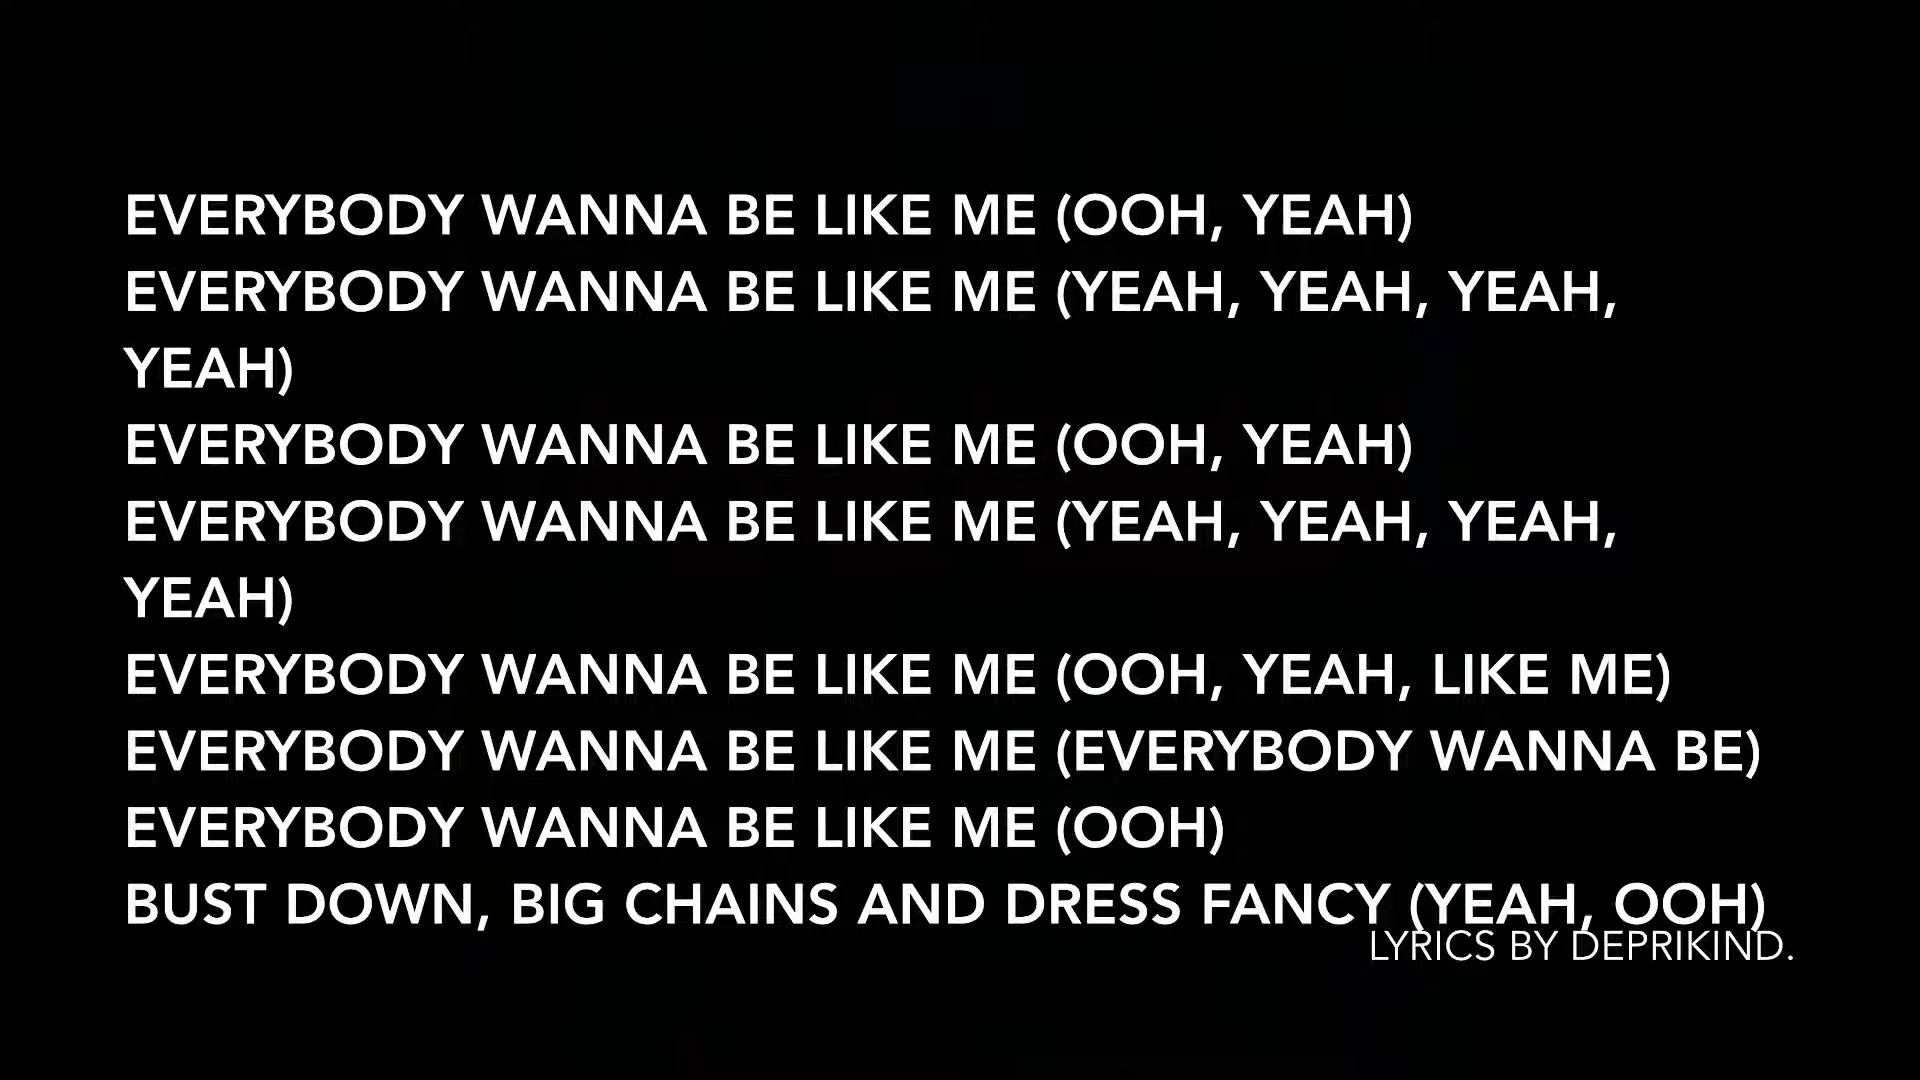 EVERYBODY WANNA BE LIKE ME (OOH, YEAH)
EVERYBODY WANNA BE LIKE ME (YEAH, YEAH, YEAH,
YEAH)
EVERYBODY WANNA BE LIKE ME (OOH, YEAH)
EVERYBODY WANNA BE LIKE ME (YEAH, YEAH, YEAH,
YEAH)
EVERYBODY WANNA BE LIKE ME (OOH, YEAH, LIKE ME)
EVERYBODY WANNA BE LIKE ME (EVERYBODY WANNA BE)
EVERYBODY WANNA BE LIKE ME (OOH)
BUST DOWN, BIG CHAINS AND DRESS FANCY (YEAH, OOH)
LYRICS BY DEPRIKIND.